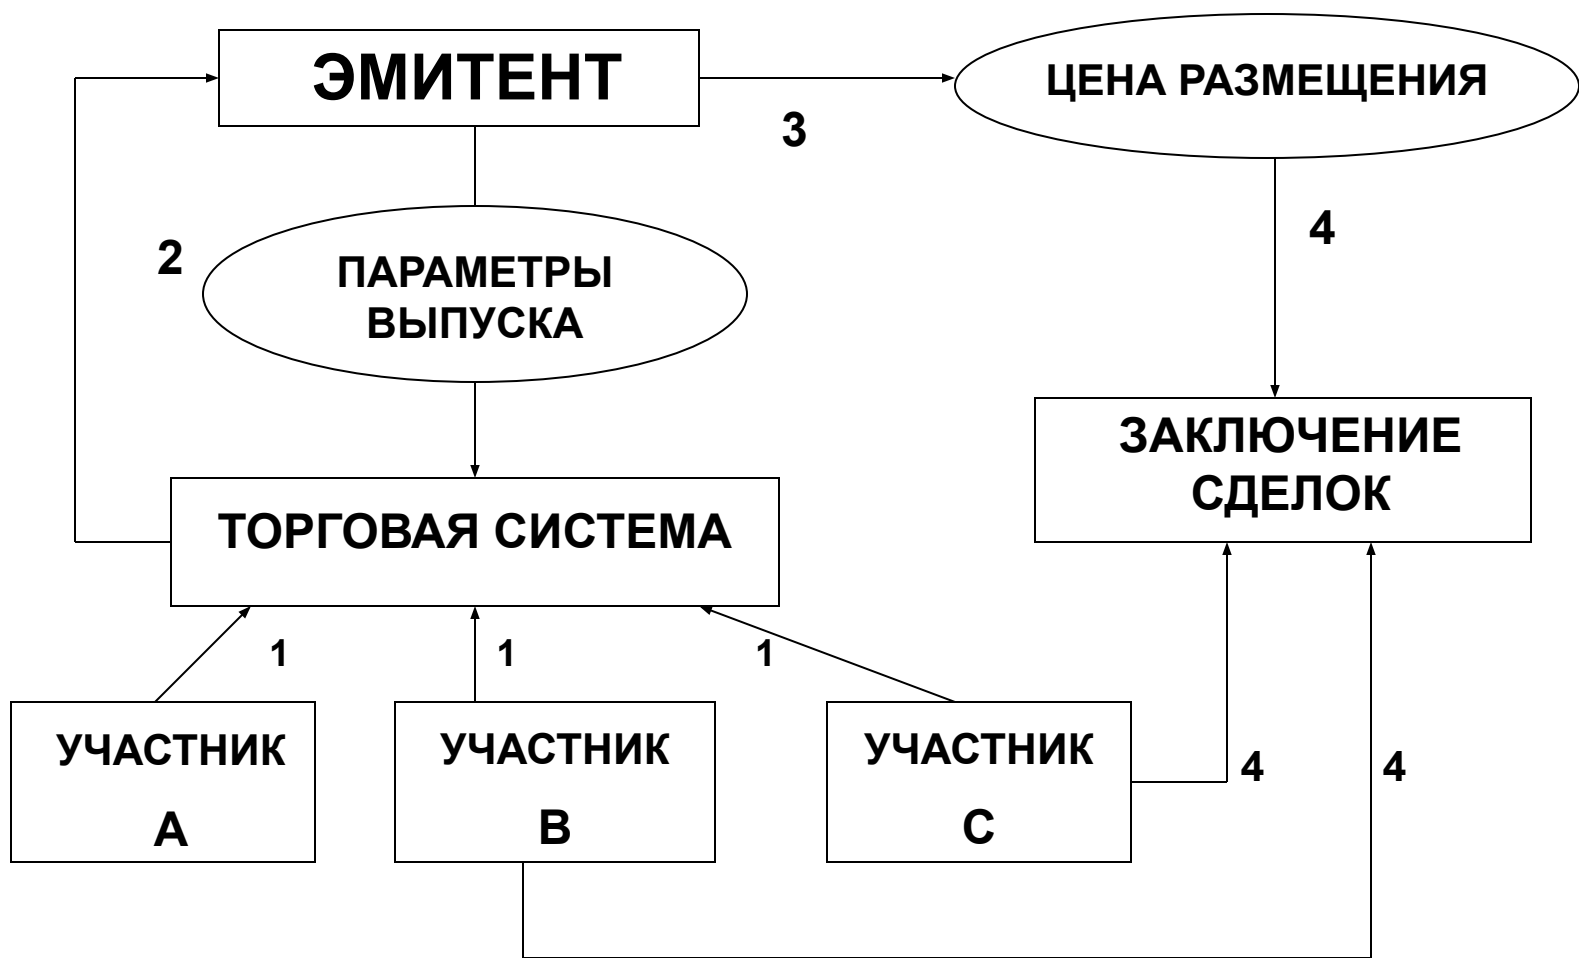 ЭМИТЕНТ
ЦЕНА РАЗМЕЩЕНИЯ
3
2
4
ПАРАМЕТРЫ
ВЫПУСКА
ЗАКЛЮЧЕНИЕ
СДЕЛОК
ТОРГОВАЯ СИСТЕМА
1
1
1
УЧАСТНИК
А
УЧАСТНИК
В
УЧАСТНИК
С
4
4